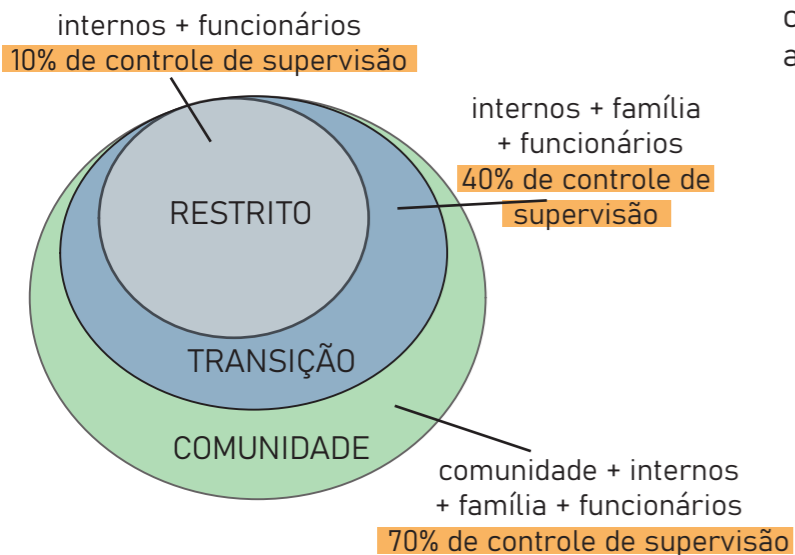 internos + funcionários
10% de controle de supervisão
internos + família
+ funcionários
40% de controle de
supervisão
RESTRITO
TRANSIÇÃO
COMUNIDADE
comunidade + internos
+ família + funcionários
70% de controle de supervisão